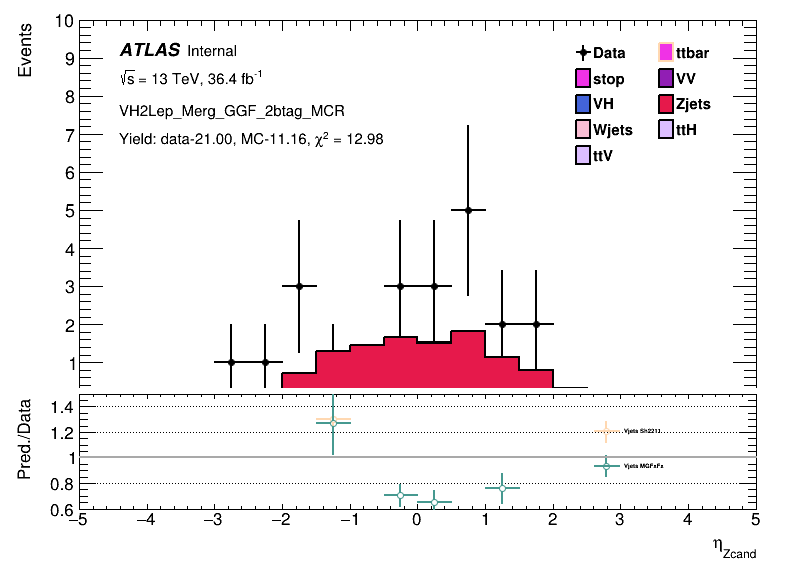 Events
10
9
8
7
6
5
4
3
2
1
ATLAS Internal
√s = 13 TeV, 36.4 fb⁻¹
VH2Lep_Merg_GGF_2btag_MCR
Yield: data-21.00, MC-11.16, χ² = 12.98
Data ttbar
stop VV
VH Zjets
Wjets ttH
ttV
Pred./Data
1.4
1.2
1
0.8
0.6
Vjets Sh2211
Vjets MGFxFx
−5 −4 −3 −2 −1 0 1 2 3 4 5
ηZcand